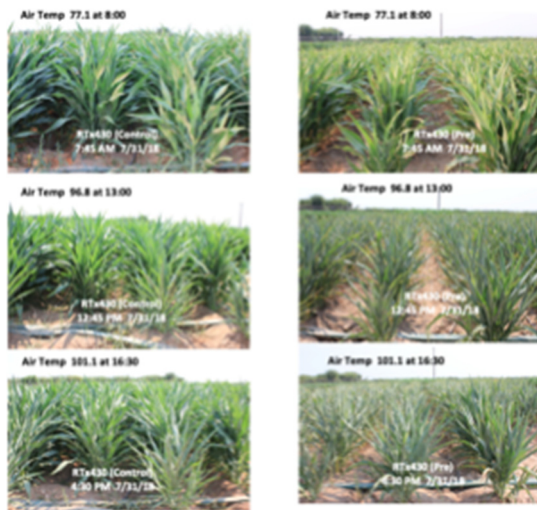 Air Temp 77.1 at 8:00
Air Temp 77.1 at 8:00
RTx430 (Control)
7:45 AM 7/31/18
RTx430 (Pre)
7:45 AM 7/31/18
Air Temp 96.8 at 13:00
Air Temp 96.8 at 13:00
RTx430 (Control)
12:45 PM 7/31/18
RTx430 (Pre)
12:45 PM 7/31/18
Air Temp 101.1 at 16:30
Air Temp 101.1 at 16:30
RTx430 (Control)
4:30 PM 7/31/18
RTx430 (Pre)
4:30 PM 7/31/18